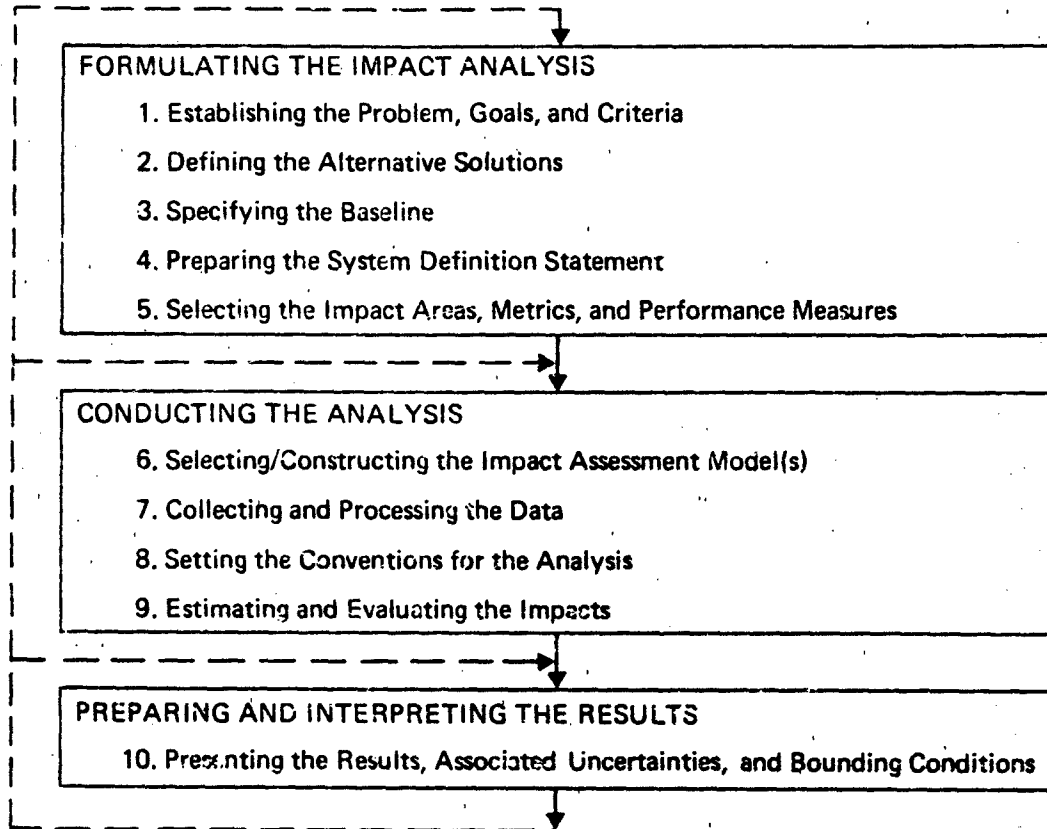 FORMULATING THE IMPACT ANALYSIS
1. Establishing the Problem, Goals, and Criteria
2. Defining the Alternative Solutions
3. Specifying the Baseline
4. Preparing the System Definition Statement
5. Selecting the Impact Areas, Metrics, and Performance Measures
CONDUCTING THE ANALYSIS
6. Selecting/Constructing the Impact Assessment Model(s)
7. Collecting and Processing the Data
8. Setting the Conventions for the Analysis
9. Estimating and Evaluating the Impacts
PREPARING AND INTERPRETING THE RESULTS
10. Presenting the Results, Associated Uncertainties, and Bounding Conditions